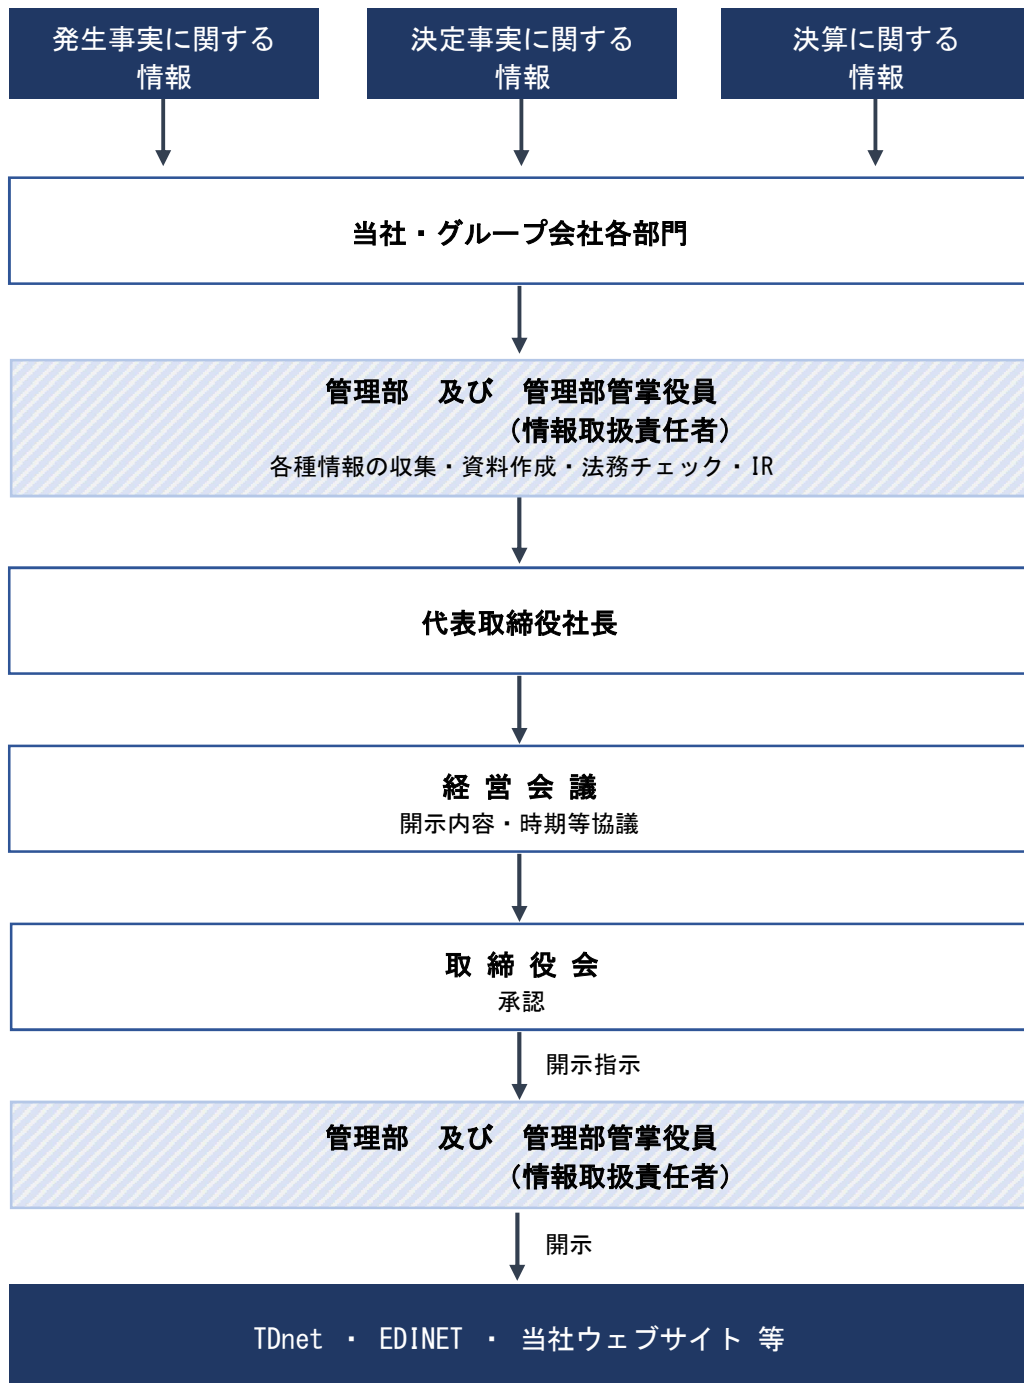 発生事実に関する
情報
決定事実に関する
情報
決算に関する
情報
当社・グループ会社各部門
管理部　及び　管理部管掌役員
（情報取扱責任者）
各種情報の収集・資料作成・法務チェック・IR
代表取締役社長
経 営 会 議
開示内容・時期等協議
取 締 役 会
承認
開示指示
管理部　及び　管理部管掌役員
（情報取扱責任者）
開示
TDnet ・ EDINET ・ 当社ウェブサイト 等